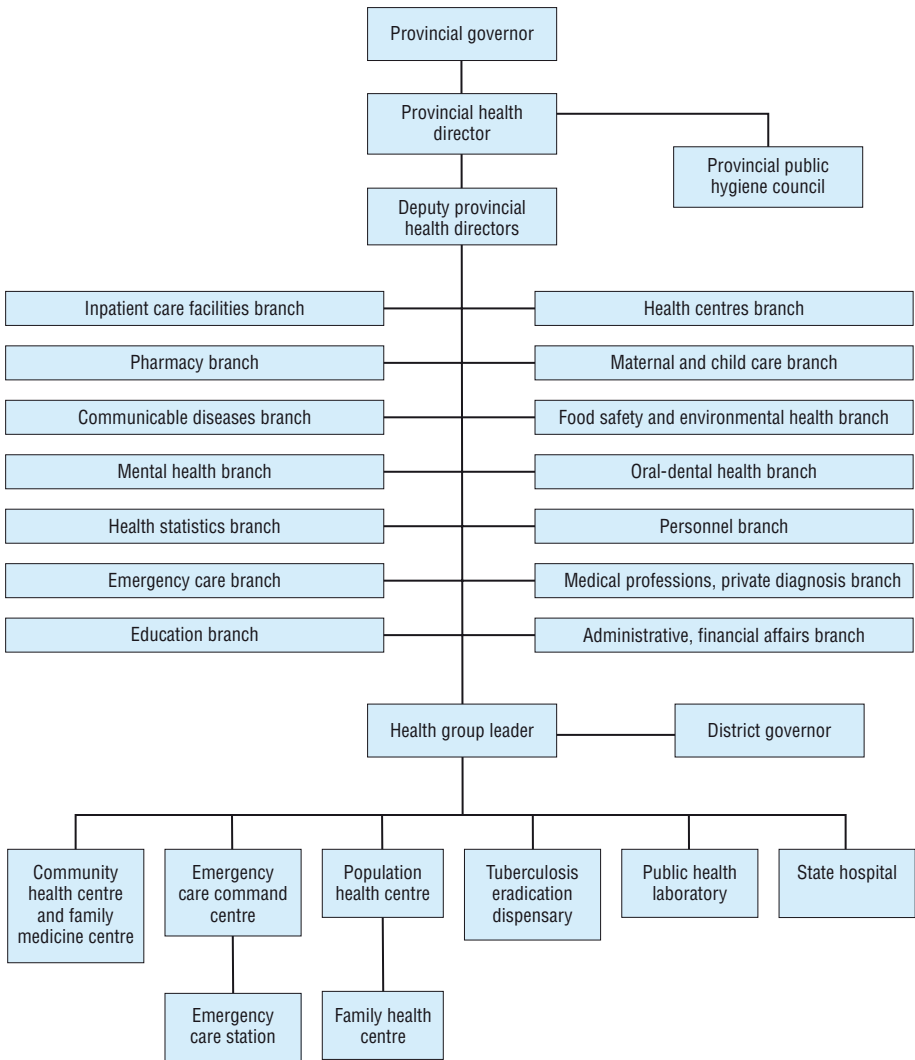 Provincial governor
Provincial health
director
Provincial public
hygiene council
Deputy provincial
health directors
Inpatient care facilities branch
Health centres branch
Pharmacy branch
Maternal and child care branch
Communicable diseases branch
Food safety and environmental health branch
Mental health branch
Oral-dental health branch
Health statistics branch
Personnel branch
Emergency care branch
Medical professions, private diagnosis branch
Education branch
Administrative, financial affairs branch
Health group leader
District governor
Community
health centre
and family
medicine centre
Emergency
care command
centre
Population
health centre
Tuberculosis
eradication
dispensary
Public health
laboratory
State hospital
Emergency
care station
Family health
centre